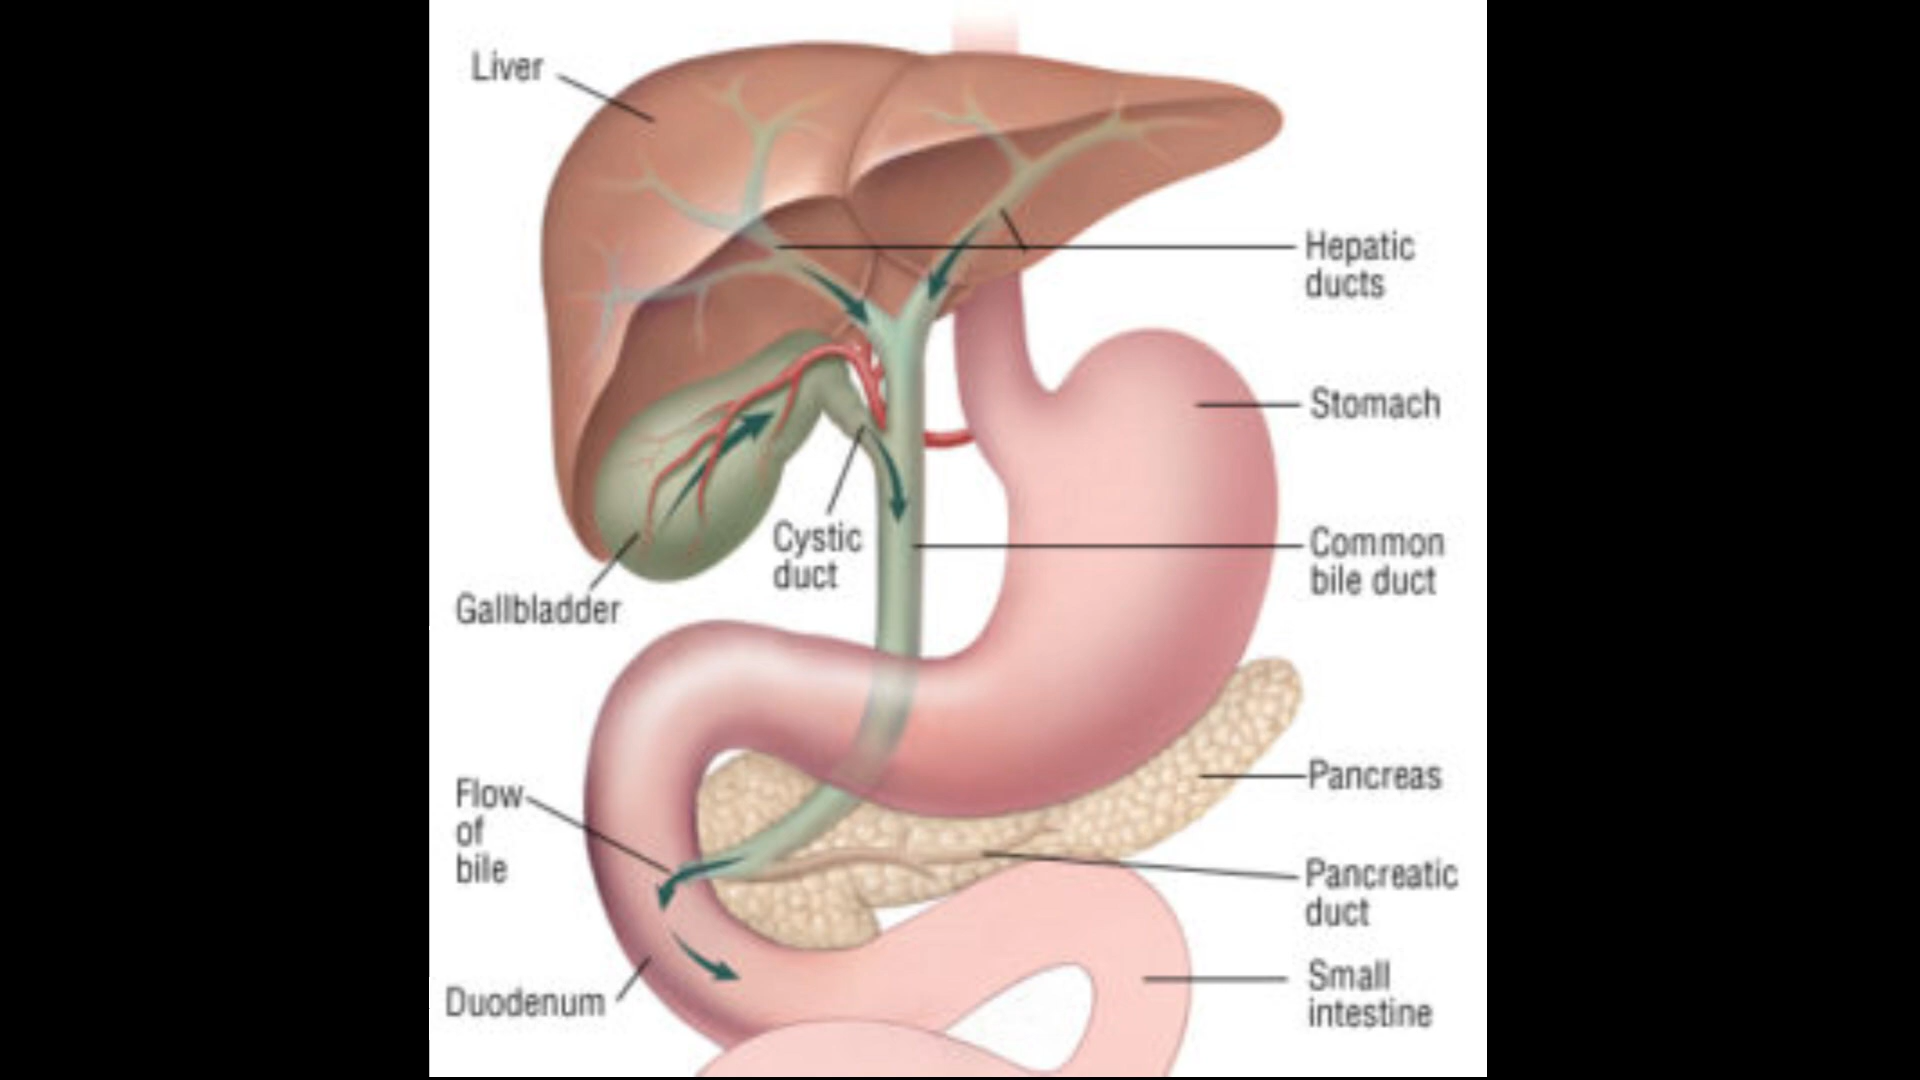 Liver
Hepatic
ducts
Stomach
Cystic
duct
Common
bile duct
Gallbladder
Pancreas
Flow
of
bile
Pancreatic
duct
Duodenum
Small
intestine